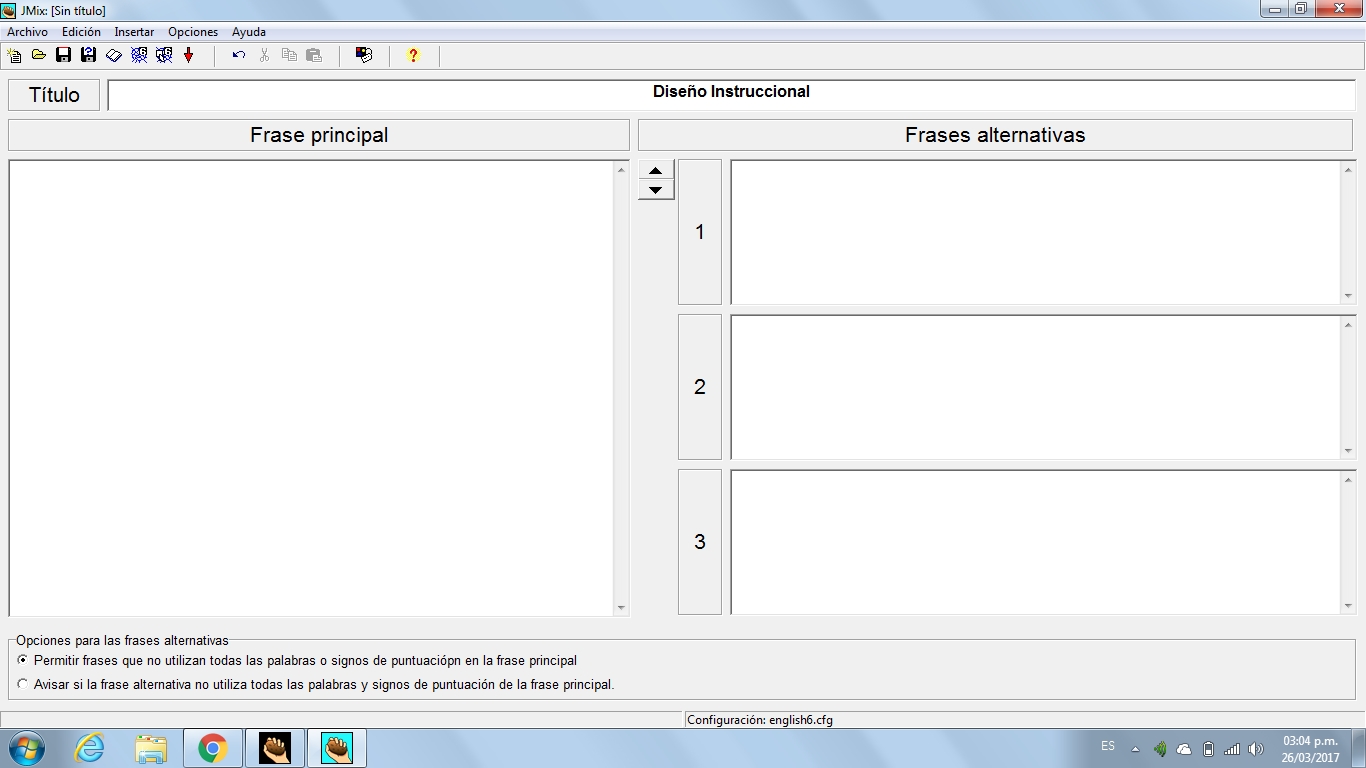 JMix: [Sin título]
Archivo Edición Insertar Opciones Ayuda
Título
Diseño Instruccional
Frase principal
Frases alternativas
1
2
3
Opciones para las frases alternativas
Permitir frases que no utilizan todas las palabras o signos de puntuaciópn en la frase principal
Avisar si la frase alternativa no utiliza todas las palabras y signos de puntuación de la frase principal.
Configuración: english6.cfg
ES
03:04 p.m.
26/03/2017